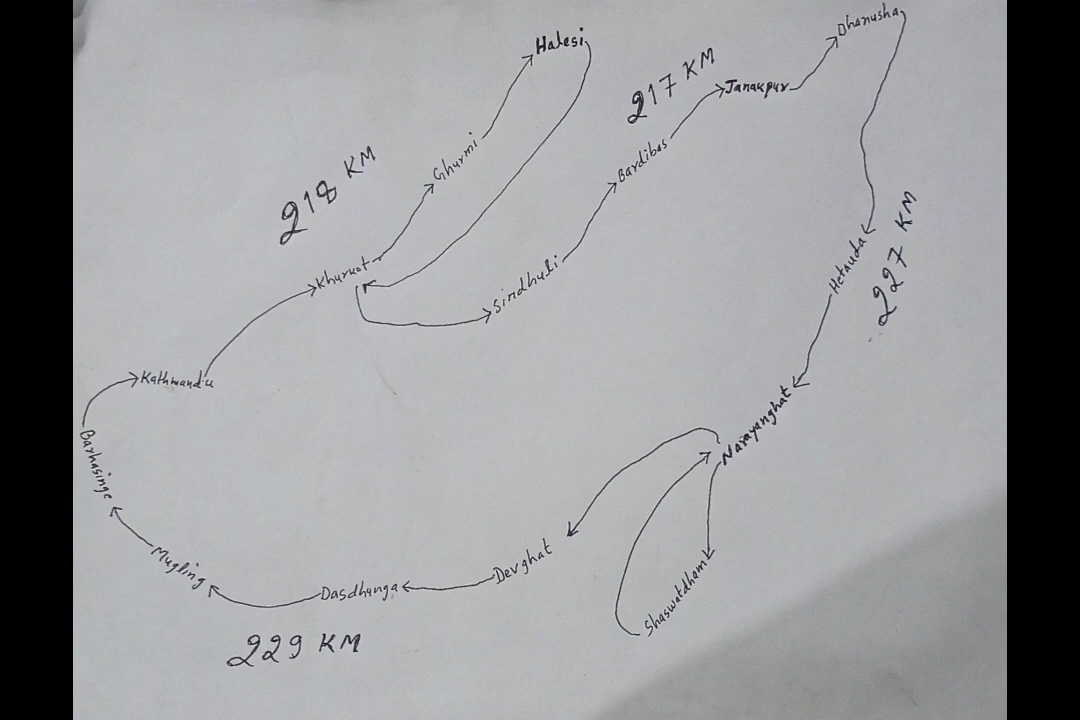 Halesi
Dhanusha
217 KM
Janakpur
Ghurmi
Bardibas
218 KM
Khurkot
Sindhuli
Hetauda
227 KM
Kathmandu
Narayanghat
Barhasinge
Mugling
Dasdhunga
Devghat
Shaswatdham
229 KM